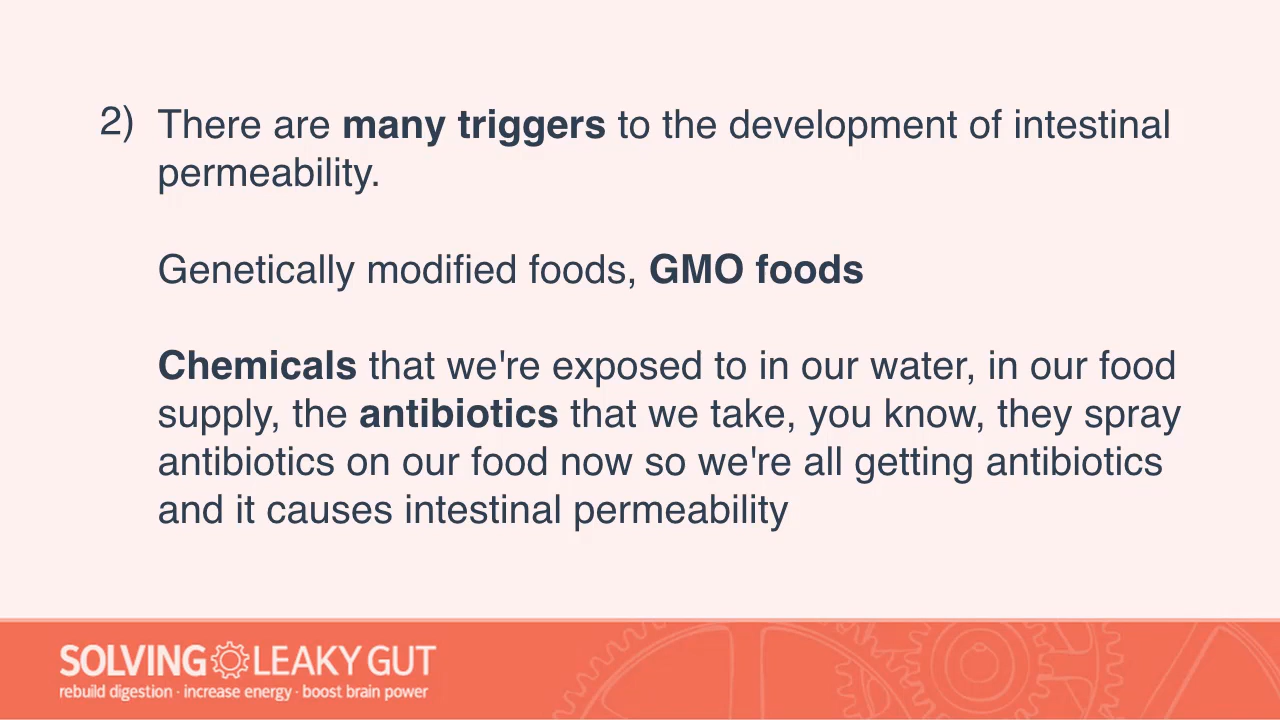 2) There are many triggers to the development of intestinal
permeability.
Genetically modified foods, GMO foods
Chemicals that we're exposed to in our water, in our food
supply, the antibiotics that we take, you know, they spray
antibiotics on our food now so we're all getting antibiotics
and it causes intestinal permeability
SOLVING LEAKY GUT
rebuild digestion · increase energy · boost brain power